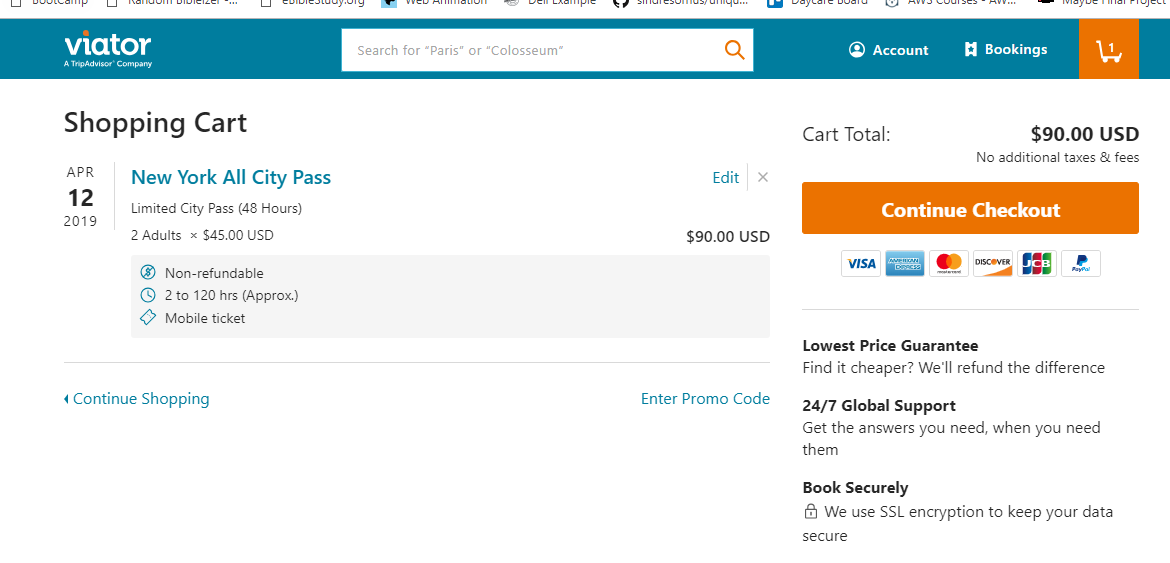 BootCamp Random Bibleizer -... eBibleStudy.org Web Animation Dell Example sindresorhus/uniqu... Daycare Board AWS Courses - AW... Maybe Final Project
viator
A TripAdvisor® Company
Search for “Paris” or “Colosseum”
Account
Bookings
1
Shopping Cart
APR
12
2019
New York All City Pass
Edit ×
Limited City Pass (48 Hours)
2 Adults × $45.00 USD
$90.00 USD
Non-refundable
2 to 120 hrs (Approx.)
Mobile ticket
Continue Shopping
Enter Promo Code
Cart Total: $90.00 USD
No additional taxes & fees
Continue Checkout
VISA AMERICAN EXPRESS mastercard DISCOVER JCB PayPal
Lowest Price Guarantee
Find it cheaper? We'll refund the difference
24/7 Global Support
Get the answers you need, when you need
them
Book Securely
We use SSL encryption to keep your data
secure